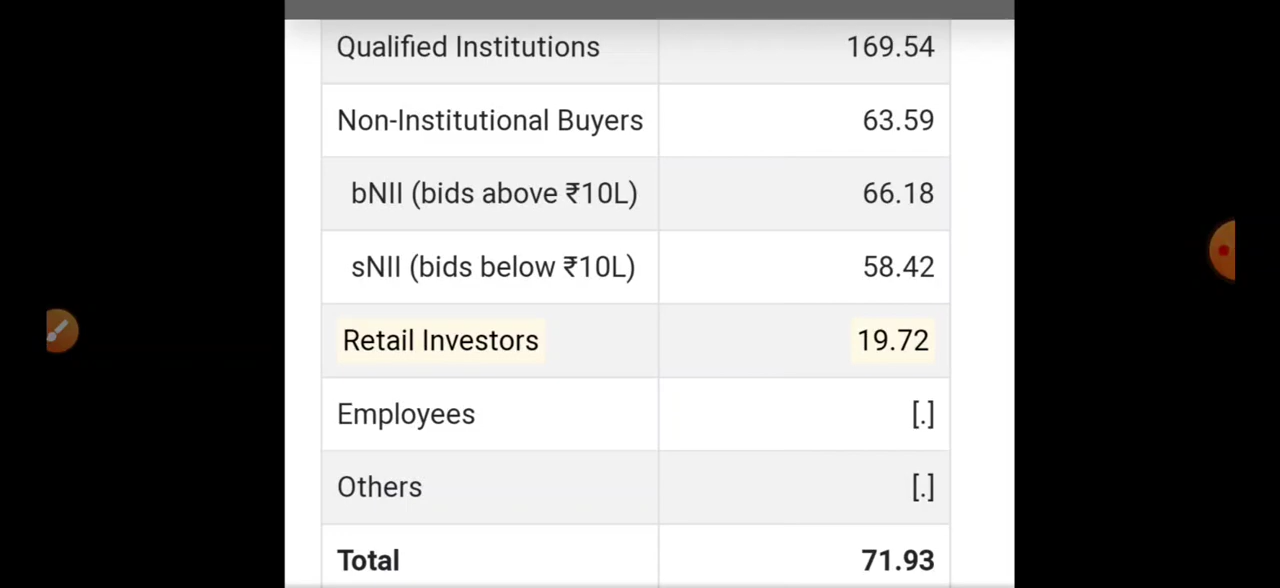 Qualified Institutions 169.54
Non-Institutional Buyers 63.59
bNII (bids above ₹10L) 66.18
sNII (bids below ₹10L) 58.42
Retail Investors 19.72
Employees [.]
Others [.]
Total 71.93